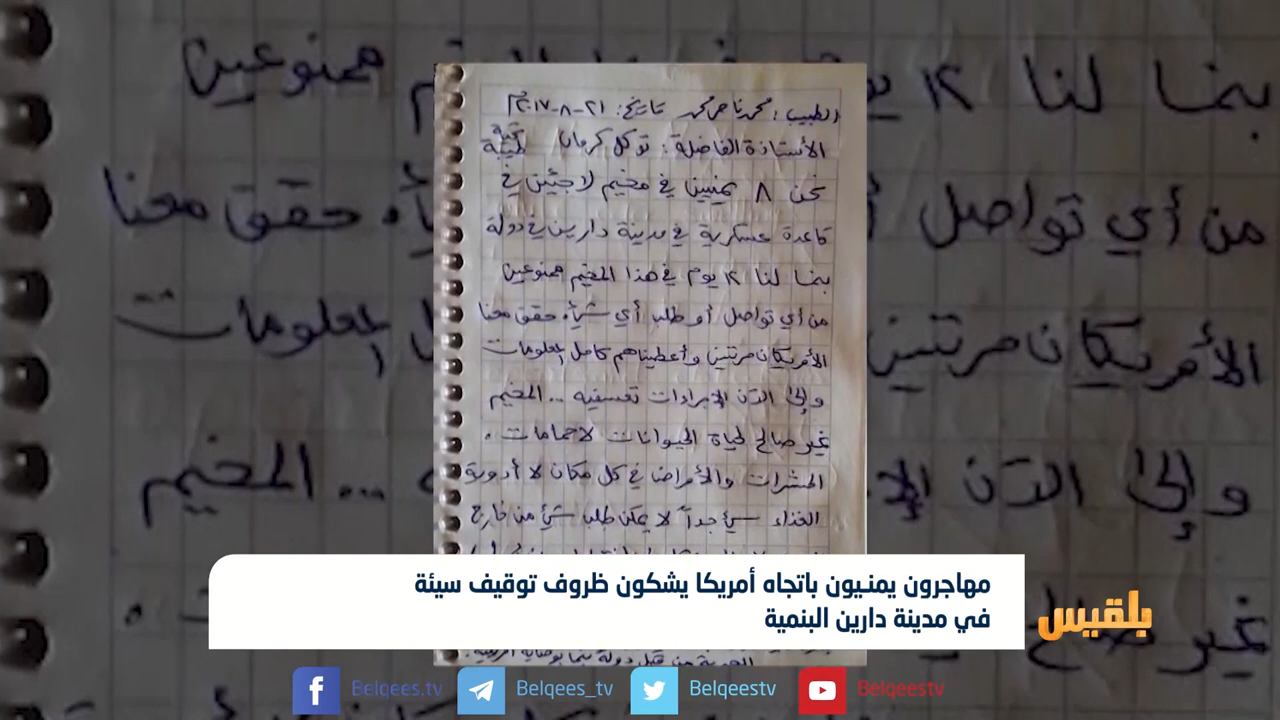 الطبيب: محمد ناصر محمد تاريخ: ٢١-٨-٢٠١٧م
الأستاذة الفاضلة: توكل كرمان تحية طيبة
نحن ٨ يمنيين في مخيم لاجئين في
قاعدة عسكرية في مدينة دارين في دولة
بنما لنا ١٢ يوم في هذا المخيم ممنوعين
من أي تواصل أو طلب أي شيء حقق معنا
الأمريكان مرتين وأعطيناهم كامل المعلومات
وإلى الآن الإجراءات تعسفيه ... المخيم
غير صالح لحياة الحيوانات لا حمامات.
الحشرات والأمراض في كل مكان لا أدوية
الغذاء سيء جداً لا يمكن طلب شيء من خارج
مهاجرون يمنيون باتجاه أمريكا يشكون ظروف توقيف سيئة
في مدينة دارين البنمية
بلقيس
Belqees.tv
Belqees_tv
Belqeestv
Belqeestv